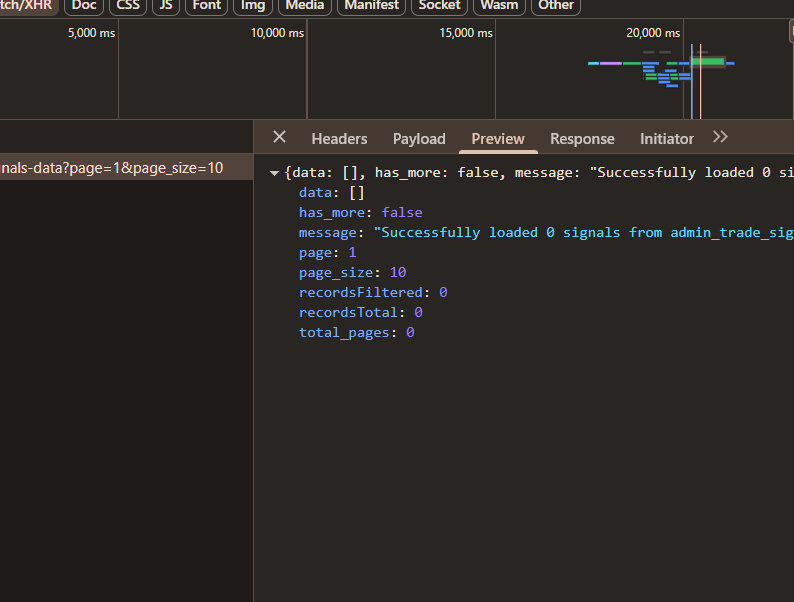 tch/XHR Doc CSS JS Font Img Media Manifest Socket Wasm Other
5,000 ms 10,000 ms 15,000 ms 20,000 ms
Headers Payload Preview Response Initiator
nals-data?page=1&page_size=10
{data: [], has_more: false, message: "Successfully loaded 0 si
data: []
has_more: false
message: "Successfully loaded 0 signals from admin_trade_sig
page: 1
page_size: 10
recordsFiltered: 0
recordsTotal: 0
total_pages: 0